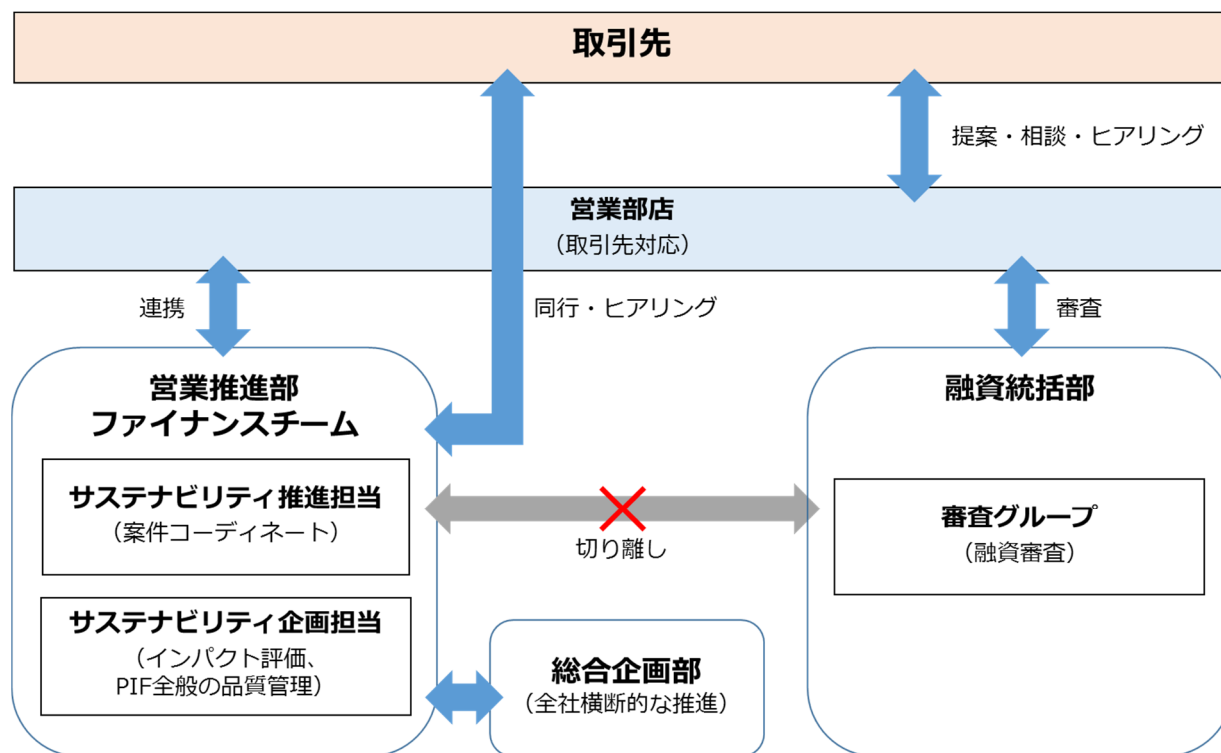 取引先
提案・相談・ヒアリング
営業部店
（取引先対応）
連携
同行・ヒアリング
審査
営業推進部
ファイナンスチーム
サステナビリティ推進担当
（案件コーディネート）
サステナビリティ企画担当
（インパクト評価、
PIF全般の品質管理）
切り離し
総合企画部
（全社横断的な推進）
融資統括部
審査グループ
（融資審査）